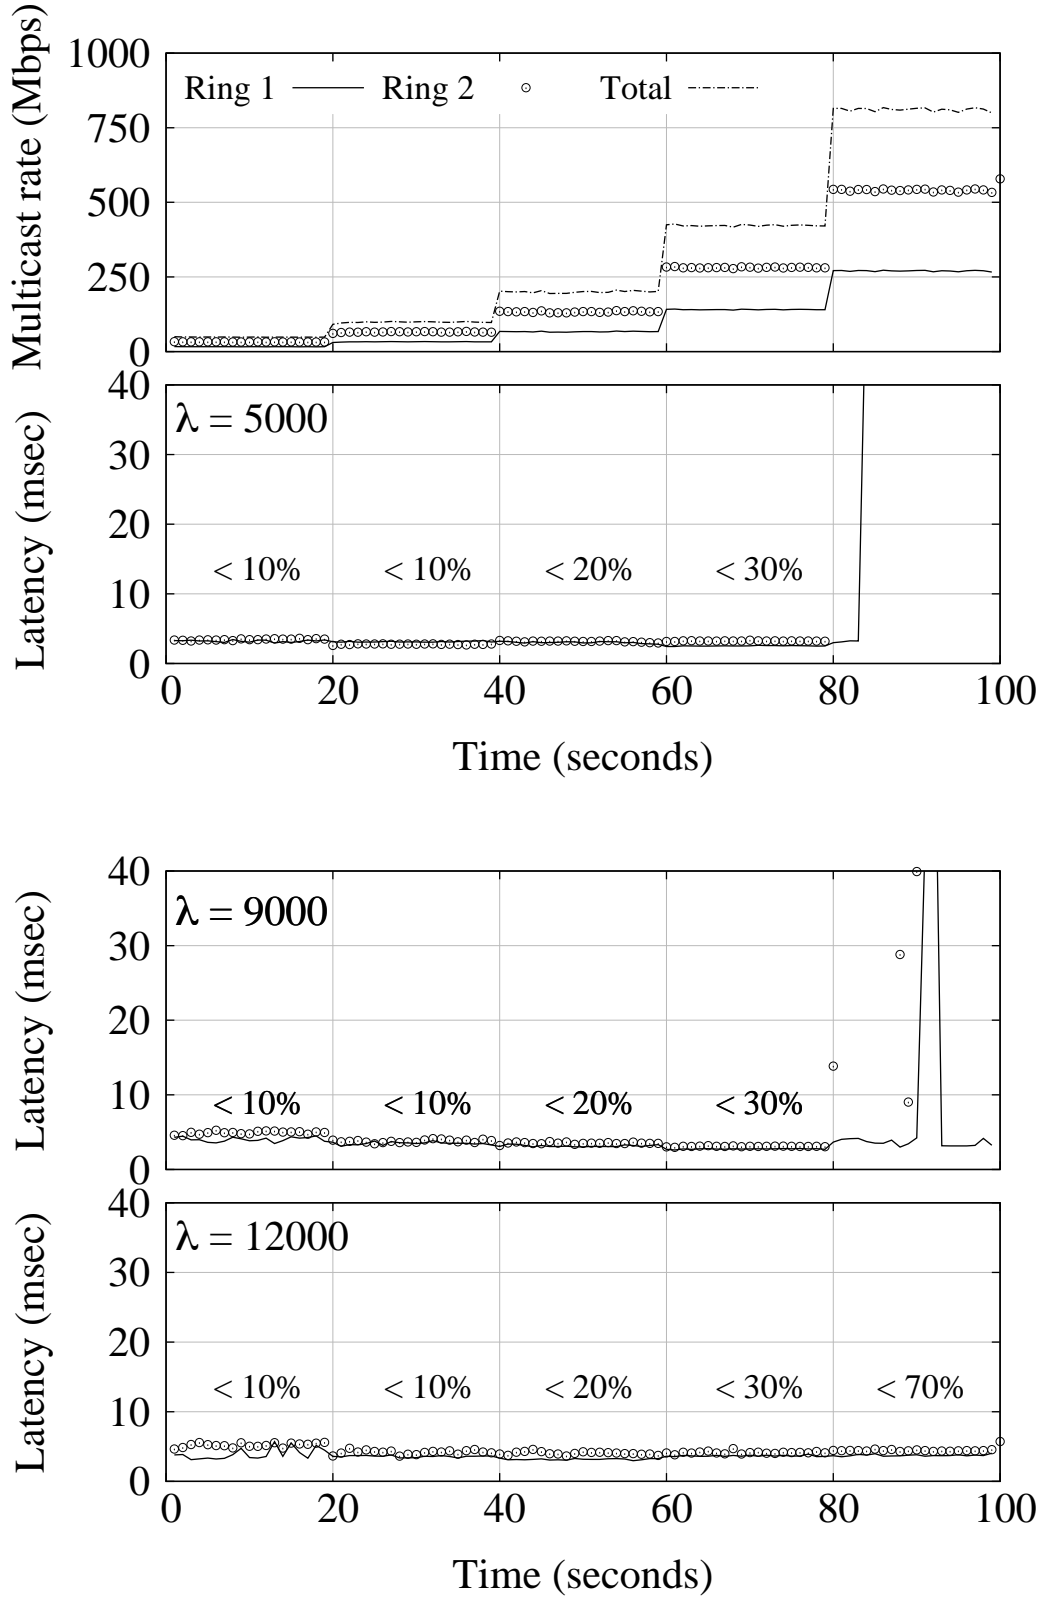 Multicast rate (Mbps)
1000
750
500
250
0
Ring 1 Ring 2 Total
Latency (msec)
40
30
20
10
0
λ = 5000
< 10% < 10% < 20% < 30%
0 20 40 60 80 100
Time (seconds)
Latency (msec)
40
30
20
10
0
λ = 9000
< 10% < 10% < 20% < 30%
Latency (msec)
40
30
20
10
0
λ = 12000
< 10% < 10% < 20% < 30% < 70%
0 20 40 60 80 100
Time (seconds)